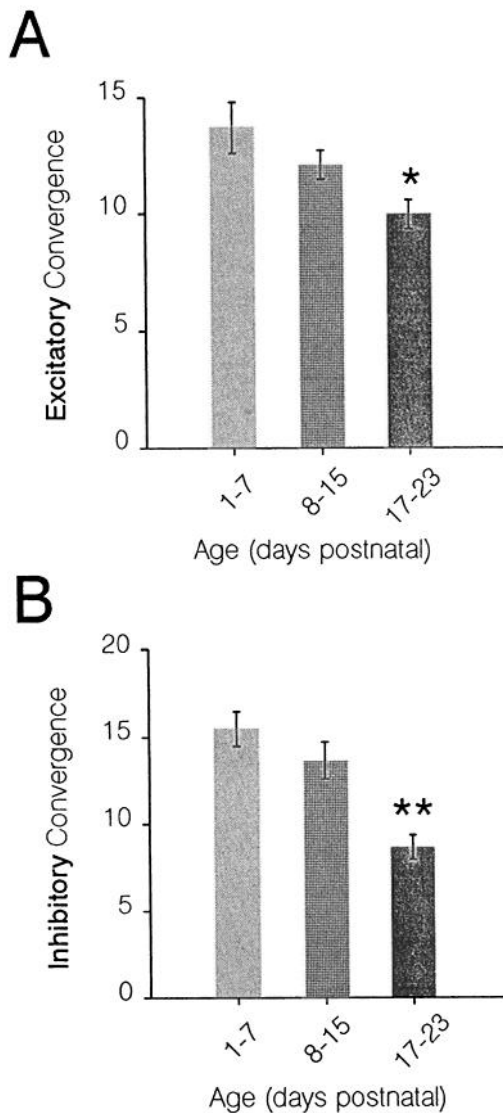 A
Excitatory Convergence
15
10
5
0
*
1-7
8-15
17-23
Age (days postnatal)
B
Inhibitory Convergence
20
15
10
5
0
**
1-7
8-15
17-23
Age (days postnatal)